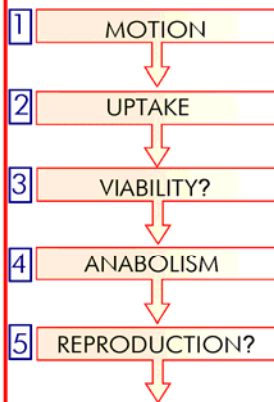 1 MOTION
2 UPTAKE
3 VIABILITY?
4 ANABOLISM
5 REPRODUCTION?